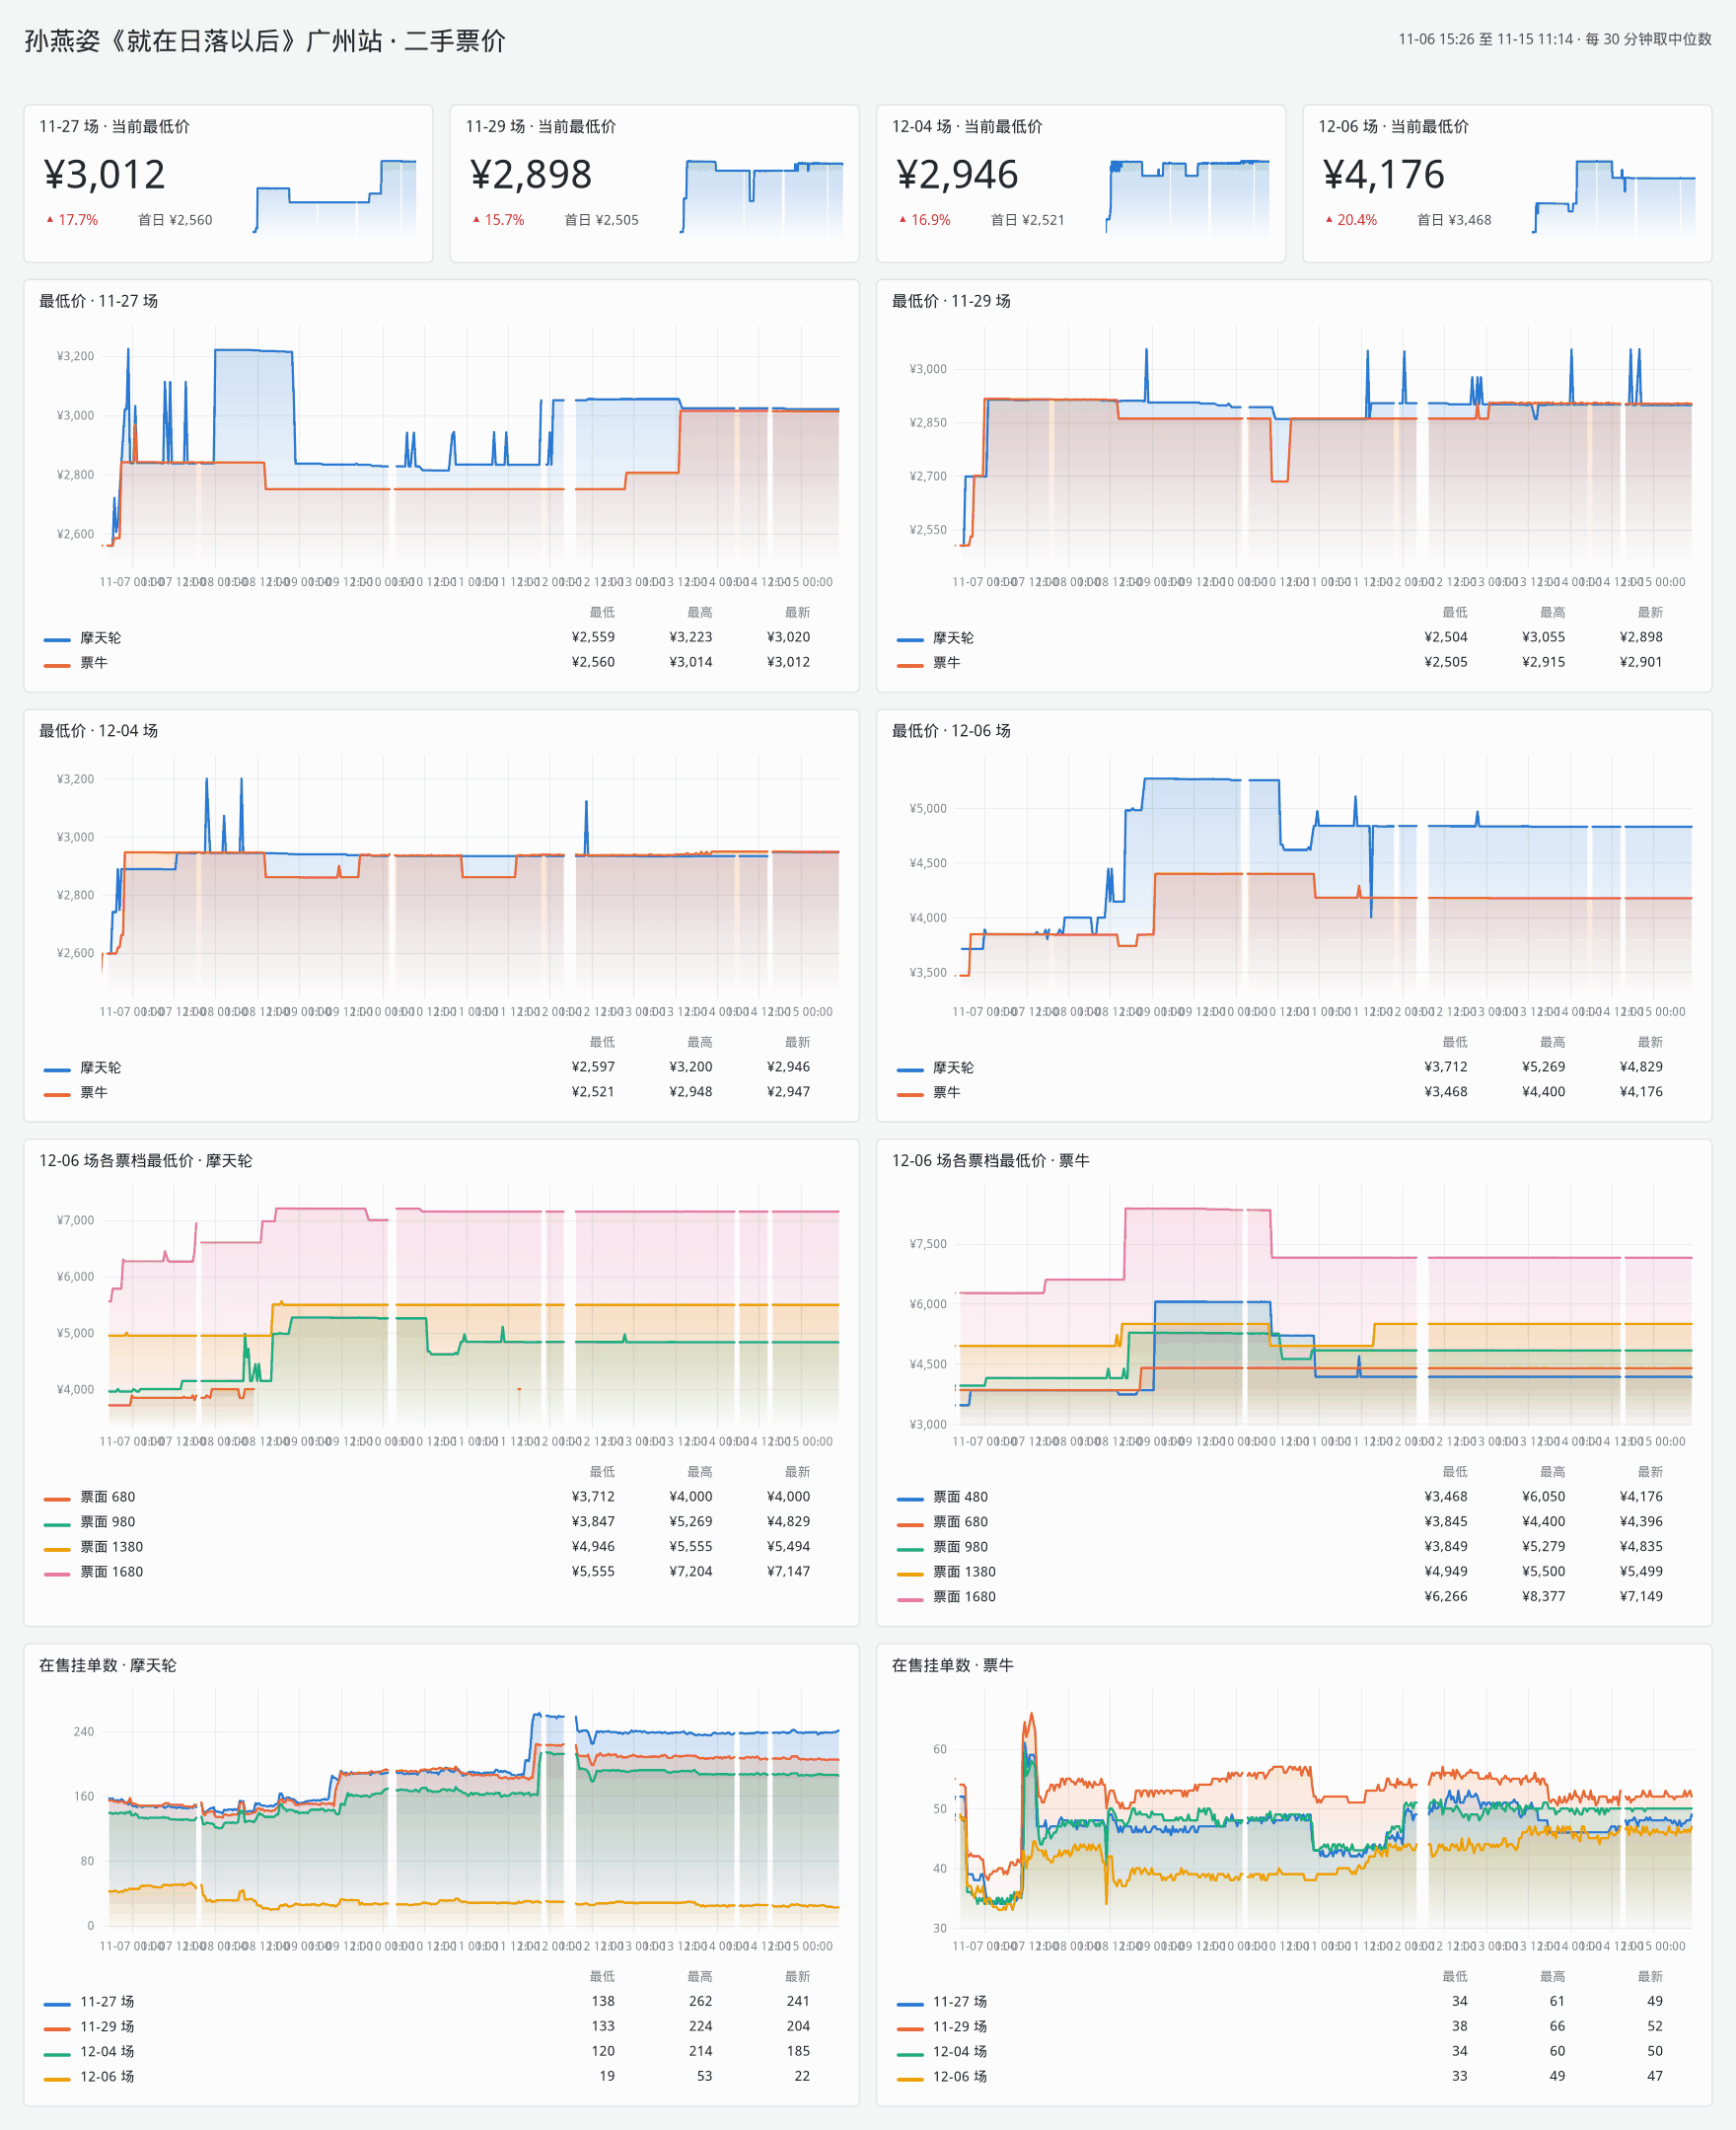 孙燕姿《就在日落以后》广州站 · 二手票价
11-06 15:26 至 11-15 11:14 · 每 30 分钟取中位数
11-27 场 · 当前最低价
¥3,012
▲ 17.7% 首日 ¥2,560
11-29 场 · 当前最低价
¥2,898
▲ 15.7% 首日 ¥2,505
12-04 场 · 当前最低价
¥2,946
▲ 16.9% 首日 ¥2,521
12-06 场 · 当前最低价
¥4,176
▲ 20.4% 首日 ¥3,468
最低价 · 11-27 场
¥3,200
¥3,000
¥2,800
¥2,600
最低 最高 最新
摩天轮 ¥2,559 ¥3,223 ¥3,020
票牛 ¥2,560 ¥3,014 ¥3,012
最低价 · 11-29 场
¥3,000
¥2,850
¥2,700
¥2,550
最低 最高 最新
摩天轮 ¥2,504 ¥3,055 ¥2,898
票牛 ¥2,505 ¥2,915 ¥2,901
最低价 · 12-04 场
¥3,200
¥3,000
¥2,800
¥2,600
最低 最高 最新
摩天轮 ¥2,597 ¥3,200 ¥2,946
票牛 ¥2,521 ¥2,948 ¥2,947
最低价 · 12-06 场
¥5,000
¥4,500
¥4,000
¥3,500
最低 最高 最新
摩天轮 ¥3,712 ¥5,269 ¥4,829
票牛 ¥3,468 ¥4,400 ¥4,176
12-06 场各票档最低价 · 摩天轮
¥7,000
¥6,000
¥5,000
¥4,000
最低 最高 最新
票面 680 ¥3,712 ¥4,000 ¥4,000
票面 980 ¥3,847 ¥5,269 ¥4,829
票面 1380 ¥4,946 ¥5,555 ¥5,494
票面 1680 ¥5,555 ¥7,204 ¥7,147
12-06 场各票档最低价 · 票牛
¥7,500
¥6,000
¥4,500
¥3,000
最低 最高 最新
票面 480 ¥3,468 ¥6,050 ¥4,176
票面 680 ¥3,845 ¥4,400 ¥4,396
票面 980 ¥3,849 ¥5,279 ¥4,835
票面 1380 ¥4,949 ¥5,500 ¥5,499
票面 1680 ¥6,266 ¥8,377 ¥7,149
在售挂单数 · 摩天轮
240
160
80
0
最低 最高 最新
11-27 场 138 262 241
11-29 场 133 224 204
12-04 场 120 214 185
12-06 场 19 53 22
在售挂单数 · 票牛
60
50
40
30
最低 最高 最新
11-27 场 34 61 49
11-29 场 38 66 52
12-04 场 34 60 50
12-06 场 33 49 47